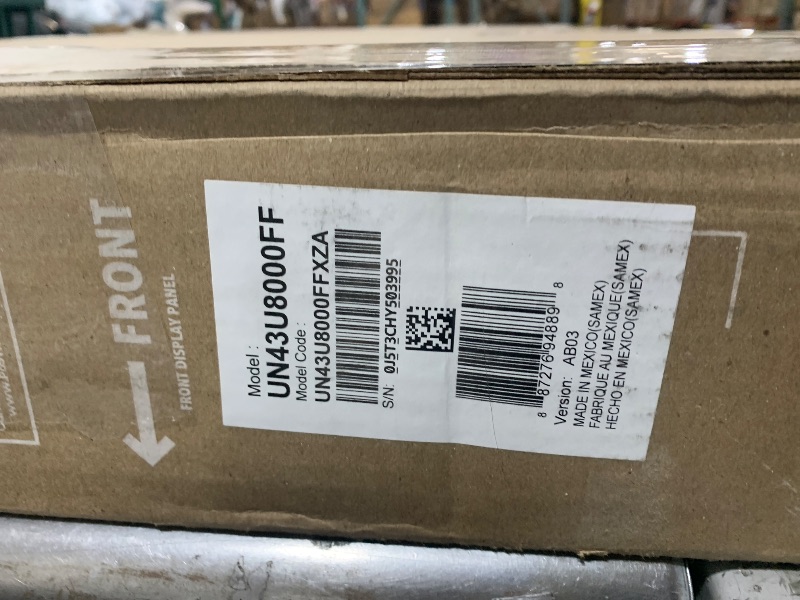 FRONT
FRONT DISPLAY PANEL
Model :
UN43U8000FF
Model Code :
UN43U8000FFXZA
S/N: 0J5T3CHY503995
8 87276 94889 8
Version: AB03
MADE IN MEXICO(SAMEX)
FABRIQUE AU MEXIQUE(SAMEX)
HECHO EN MEXICO(SAMEX)